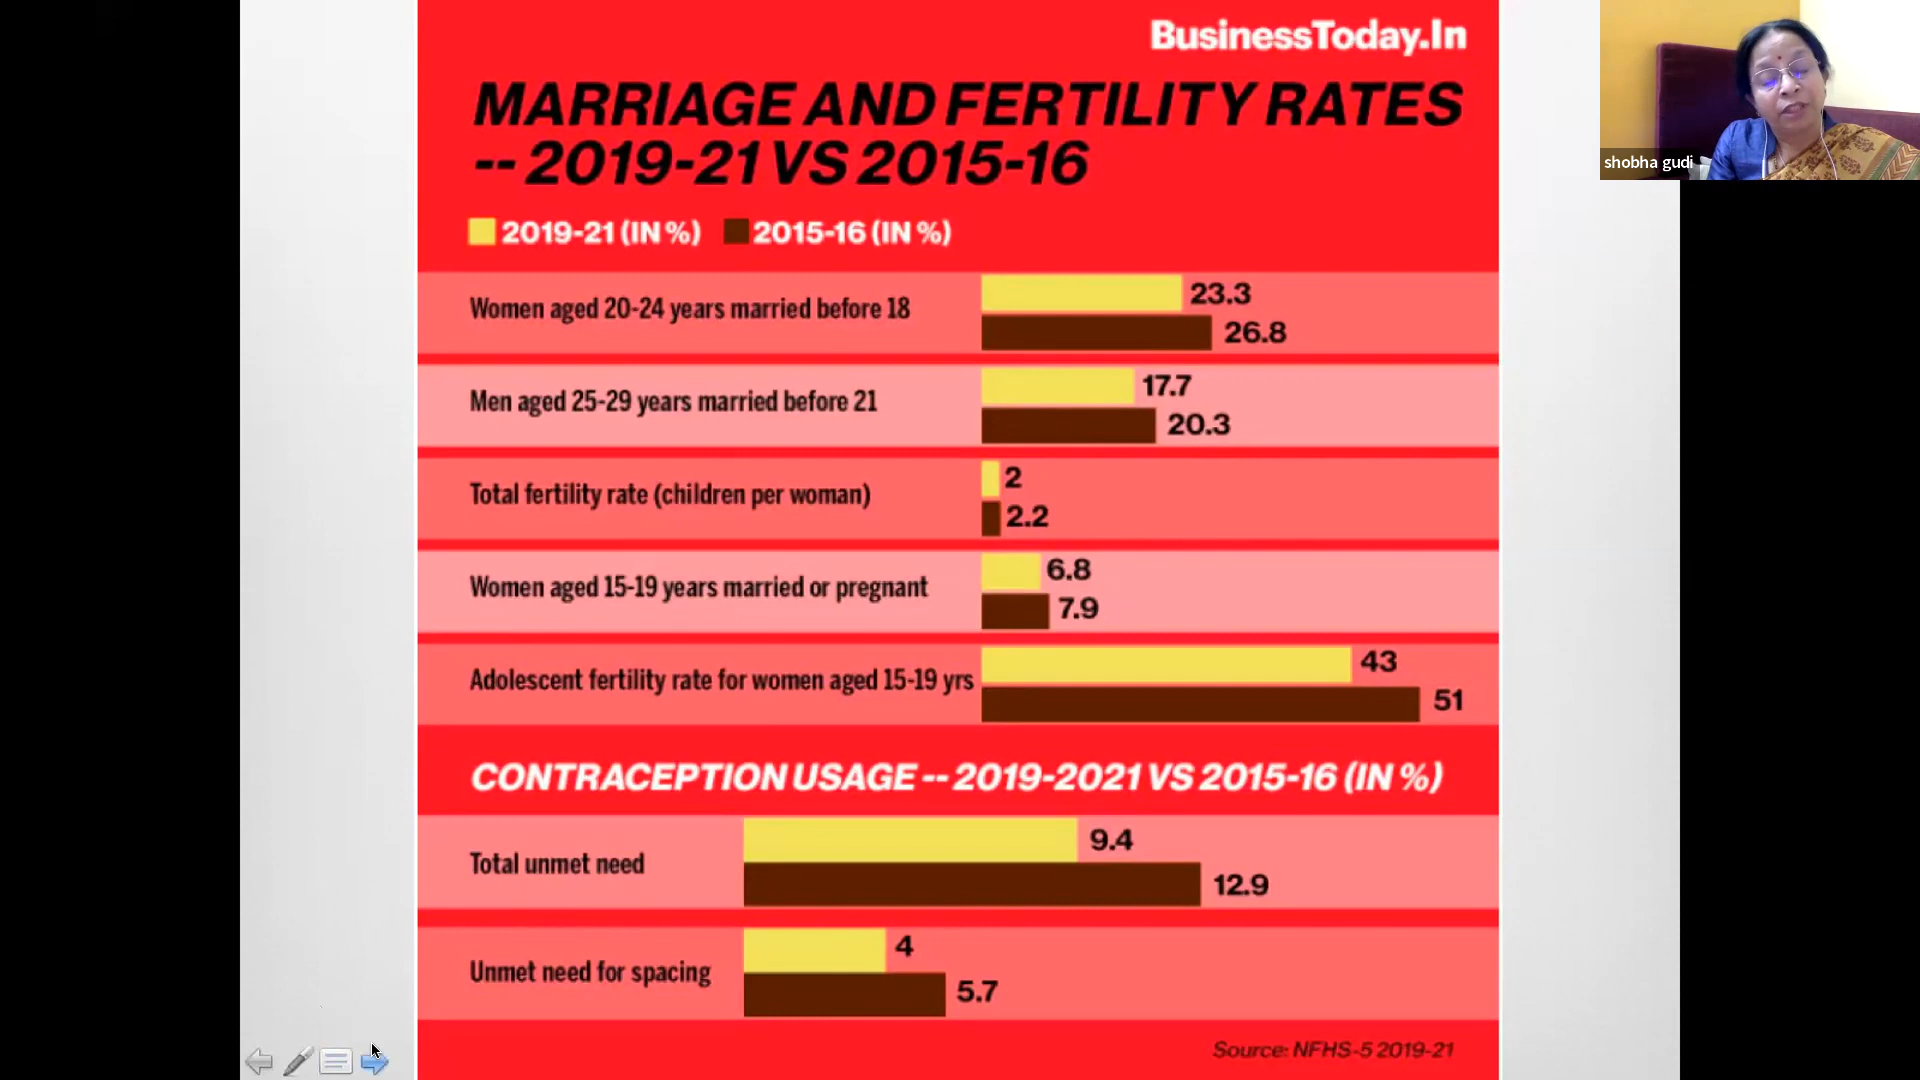 BusinessToday.In
MARRIAGE AND FERTILITY RATES
-- 2019-21 VS 2015-16
2019-21 (IN %) 2015-16 (IN %)
Women aged 20-24 years married before 18
23.3
26.8
Men aged 25-29 years married before 21
17.7
20.3
Total fertility rate (children per woman)
2
2.2
Women aged 15-19 years married or pregnant
6.8
7.9
Adolescent fertility rate for women aged 15-19 yrs
43
51
CONTRACEPTION USAGE -- 2019-2021 VS 2015-16 (IN %)
Total unmet need
9.4
12.9
Unmet need for spacing
4
5.7
Source: NFHS-5 2019-21
shobha gudi